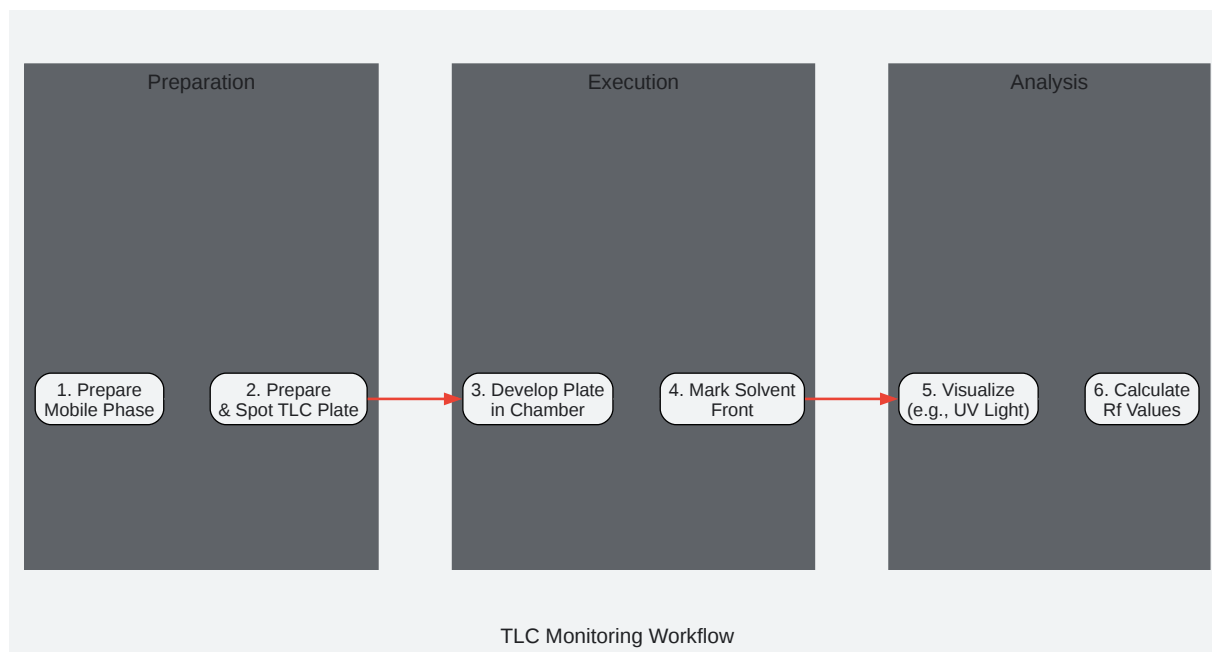 Preparation
1. Prepare
Mobile Phase
2. Prepare
& Spot TLC Plate
Execution
3. Develop Plate
in Chamber
4. Mark Solvent
Front
Analysis
5. Visualize
(e.g., UV Light)
6. Calculate
Rf Values
TLC Monitoring Workflow